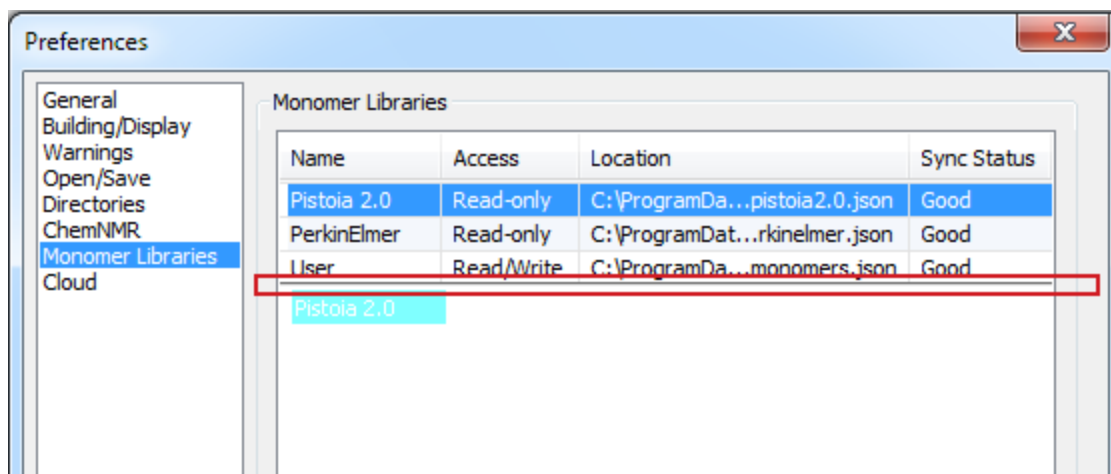 Preferences
General
Building/Display
Warnings
Open/Save
Directories
ChemNMR
Monomer Libraries
Cloud
Monomer Libraries
Name Access Location Sync Status
Pistoia 2.0 Read-only C:\ProgramDa...pistoia2.0.json Good
PerkinElmer Read-only C:\ProgramDat...rkinelmer.json Good
User Read/Write C:\ProgramDa...monomers.json Good
Pistoia 2.0